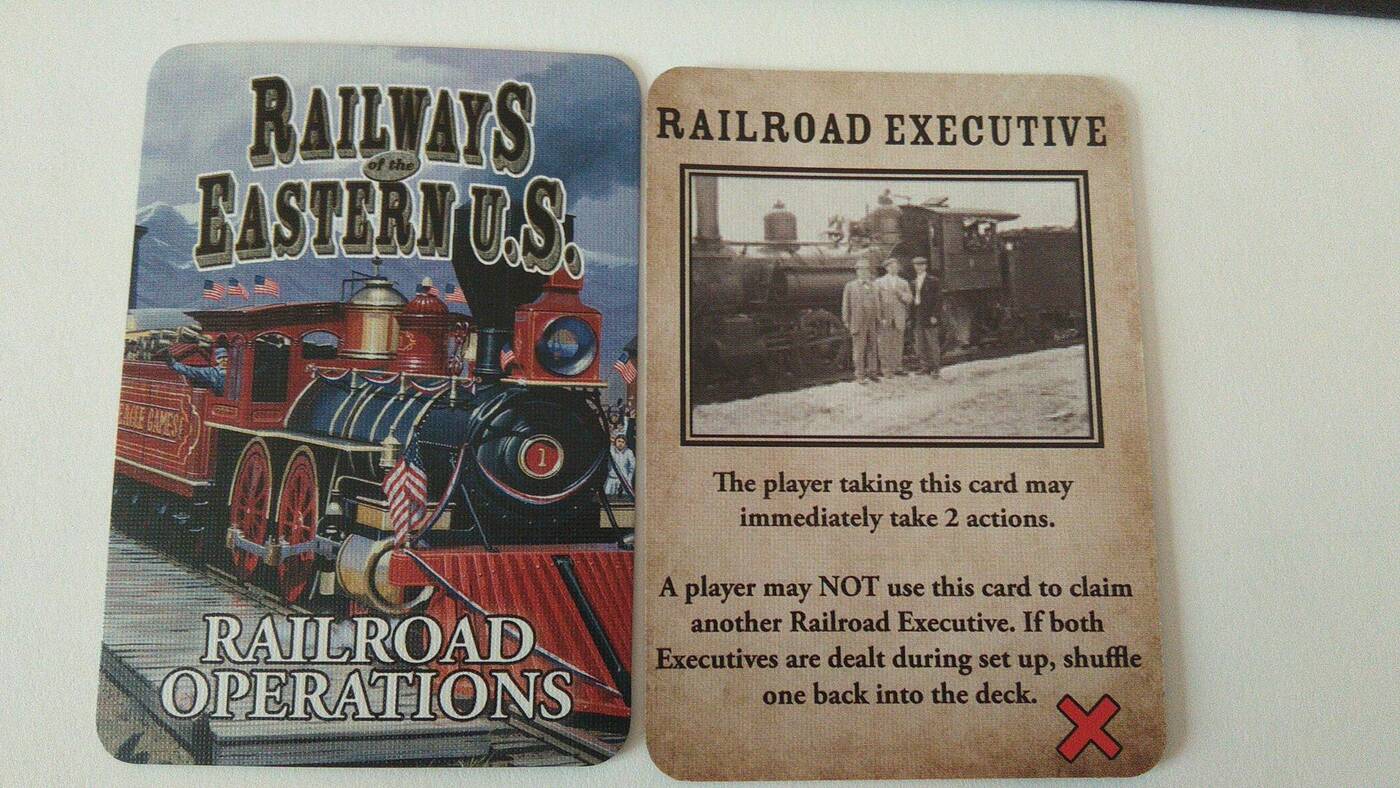 RAILWAYS
of the
EASTERN U.S.
GAMES
1
RAILROAD
OPERATIONS
RAILROAD EXECUTIVE
The player taking this card may
immediately take 2 actions.
A player may NOT use this card to claim
another Railroad Executive. If both
Executives are dealt during set up, shuffle
one back into the deck.